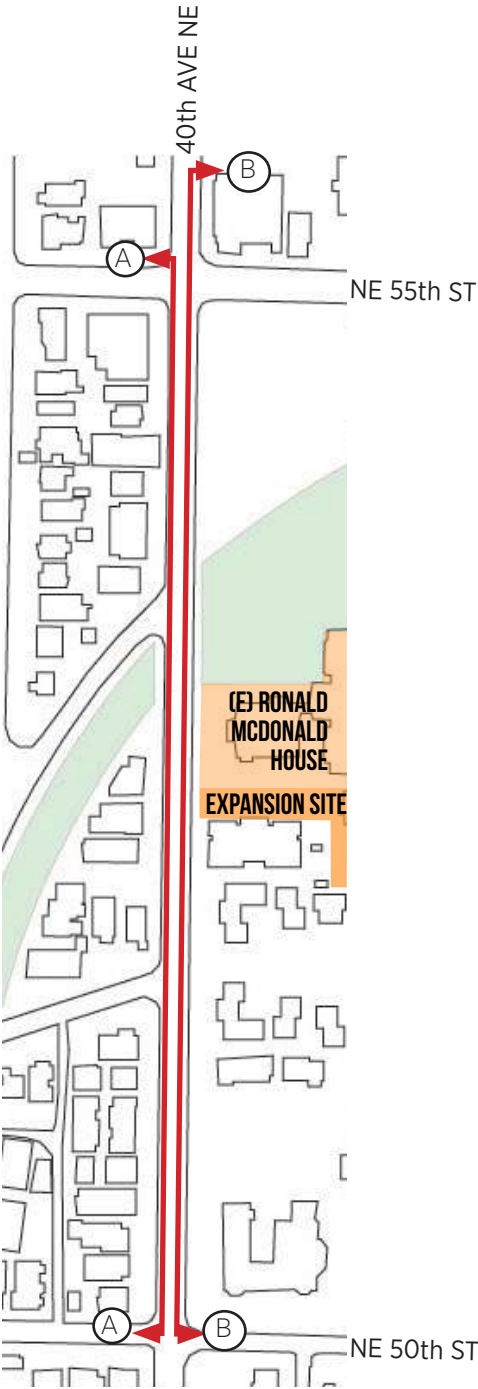 40th AVE NE
B
A
NE 55th ST
(E) RONALD
MCDONALD
HOUSE
EXPANSION SITE
A
B
NE 50th ST